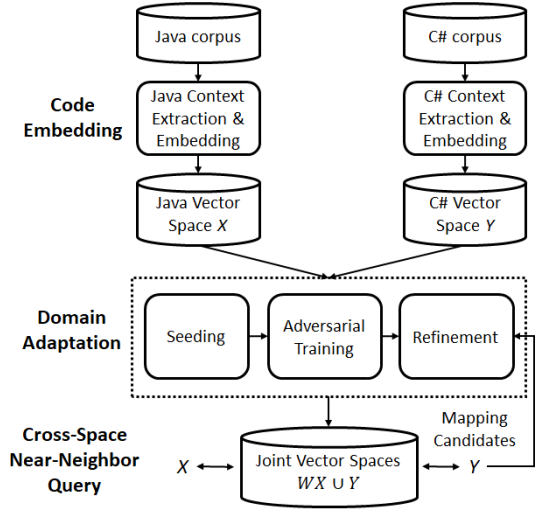 Java corpus
C# corpus
Code
Embedding
Java Context
Extraction &
Embedding
C# Context
Extraction &
Embedding
Java Vector
Space X
C# Vector
Space Y
Domain
Adaptation
Seeding
Adversarial
Training
Refinement
Cross-Space
Near-Neighbor
Query
X
Joint Vector Spaces
WX ∪ Y
Mapping
Candidates
Y